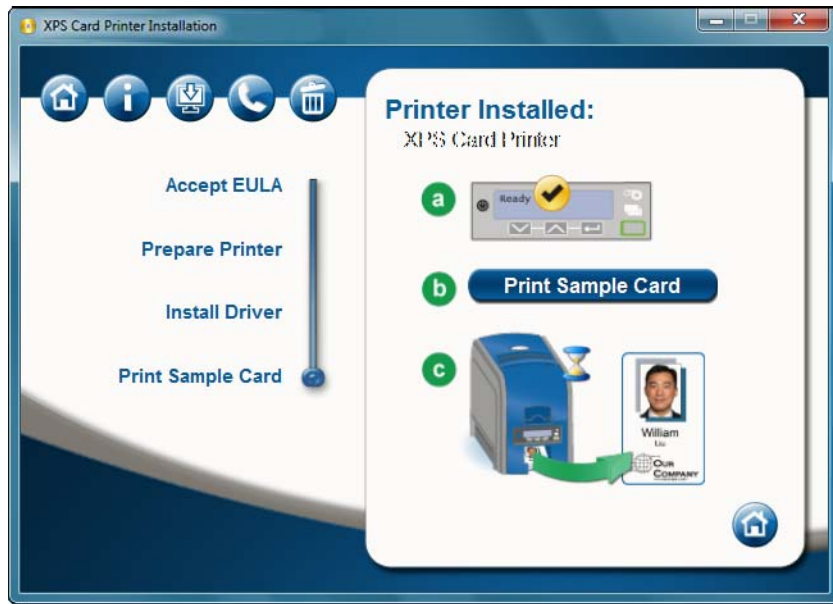 XPS Card Printer Installation
Accept EULA
Prepare Printer
Install Driver
Print Sample Card
Printer Installed:
XPS Card Printer
a
Ready
b
Print Sample Card
c
William
Liu
OUR
COMPANY